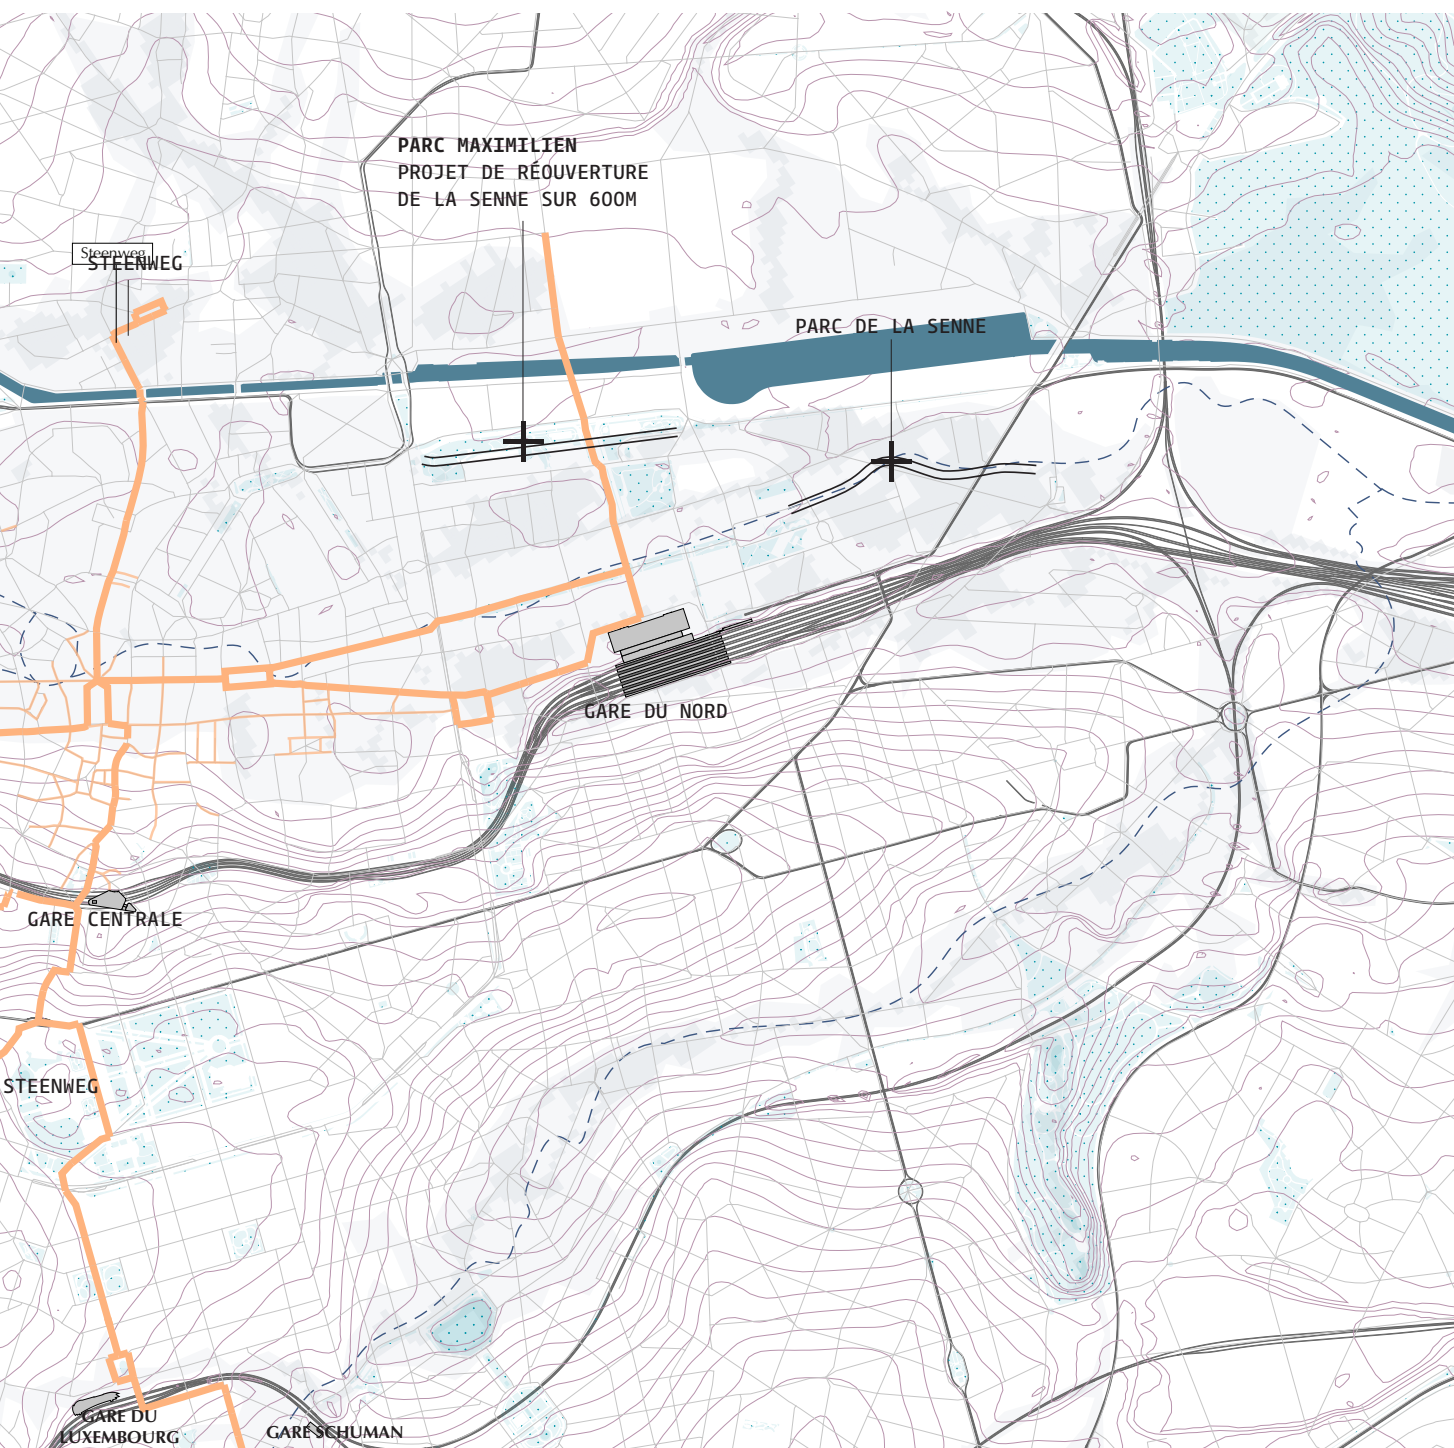 PARC MAXIMILIEN
PROJET DE RÉOUVERTURE
DE LA SENNE SUR 600M
Steenweg
STEENWEG
PARC DE LA SENNE
GARE DU NORD
GARE CENTRALE
STEENWEG
GARE DU
LUXEMBOURG
GARE SCHUMAN